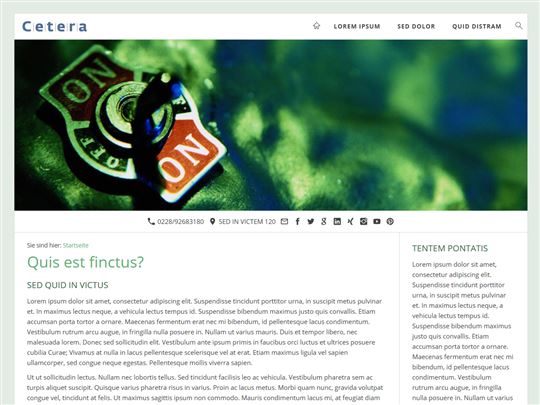 Cetera
LOREM IPSUM SED DOLOR QUID DISTRAM
ON
OFF
ON
0228/92683180 SED IN VICTEM 120
Sie sind hier: Startseite
Quis est finctus?
SED QUID IN VICTUS
Lorem ipsum dolor sit amet, consectetur adipiscing elit. Suspendisse tincidunt porttitor urna, in suscipit metus pulvinar
et. In maximus lectus neque, a vehicula lectus tempus sit amet. Suspendisse bibendum maximus justo quis convallis. Etiam
accumsan porta tortor a ornare. Maecenas fermentum erat nec mi bibendum, id pellentesque lacus condimentum.
Vestibulum rutrum arcu augue, in fringilla nulla posuere in. Nullam sed urna mauris. Duis et tempor libero, nec
malesuada lorem. Donec sed sollicitudin elit. Vestibulum ante ipsum primis in faucibus orci luctus et ultrices posuere
cubilia Curae; Vivamus at nulla in lacus pellentesque scelerisque vel at erat. Etiam maximus ligula vel sapien
ullamcorper, sed congue neque egestas. Pellentesque mollis viverra sapien.
Ut ut sollicitudin lectus. Nullam nec lobortis tellus. Sed tincidunt facilisis leo ac vehicula. Vestibulum pharetra sem ac
turpis aliquet suscipit. Quisque varius pharetra risus in varius. Proin ac lacus metus. Morbi quam nunc, gravida volutpat
congue vel, tincidunt at felis. Ut maximus sagittis ipsum non commodo. Mauris condimentum lacus mi, at feugiat diam
TENTEM PONTATIS
Lorem ipsum dolor sit amet,
consectetur adipiscing elit.
Suspendisse tincidunt porttitor
urna, in suscipit metus pulvinar
et. In maximus lectus neque, a
vehicula lectus tempus sit amet.
Suspendisse bibendum maximus
justo quis convallis. Etiam
accumsan porta tortor a ornare.
Maecenas fermentum erat nec mi
bibendum, id pellentesque lacus
condimentum. Vestibulum
rutrum arcu augue, in fringilla
nulla posuere in. Nullam sed